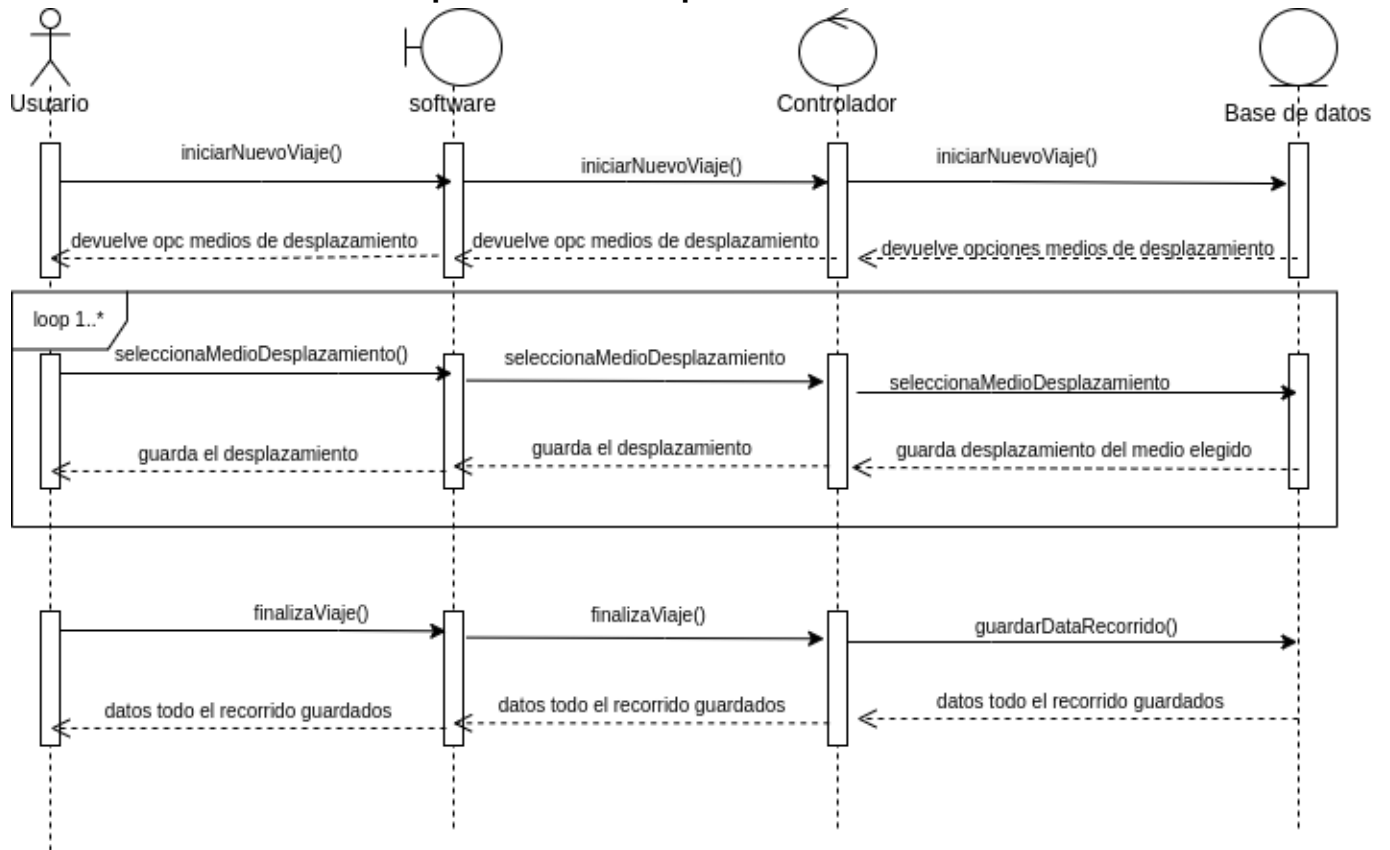 Usuario
software
Controlador
Base de datos
iniciarNuevoViaje()
iniciarNuevoViaje()
iniciarNuevoViaje()
devuelve opc medios de desplazamiento
devuelve opc medios de desplazamiento
devuelve opciones medios de desplazamiento
loop 1..*
seleccionaMedioDesplazamiento()
seleccionaMedioDesplazamiento
seleccionaMedioDesplazamiento
guarda el desplazamiento
guarda el desplazamiento
guarda desplazamiento del medio elegido
finalizaViaje()
finalizaViaje()
guardarDataRecorrido()
datos todo el recorrido guardados
datos todo el recorrido guardados
datos todo el recorrido guardados